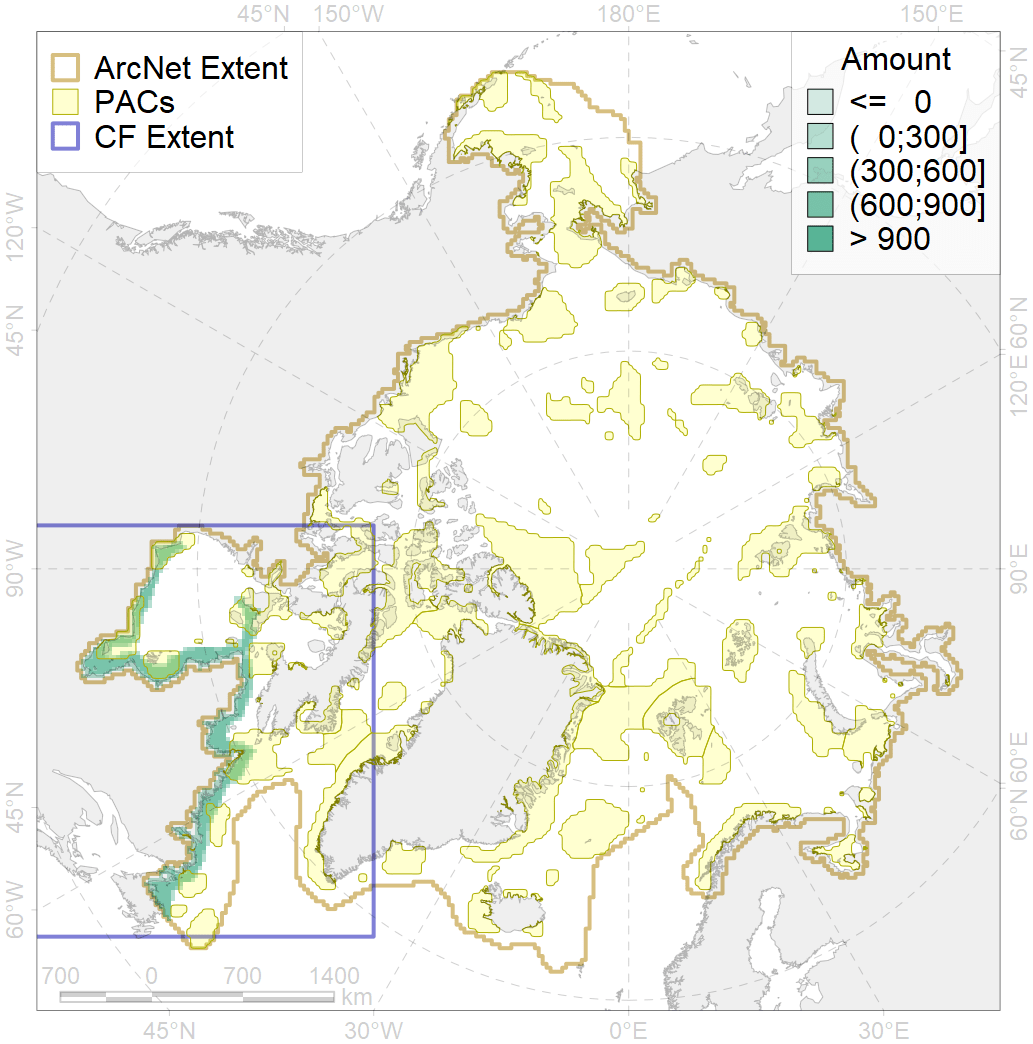 45°N 150°W 180°E 150°E
ArcNet Extent
PACs
CF Extent
Amount
<= 0
( 0;300]
(300;600]
(600;900]
> 900
45°N
120°W
45°N
60°N
120°E
90°W
90°E
45°N
60°E
60°N
60°W
700 0 700 1400
km
45°N 30°W 0°E 30°E